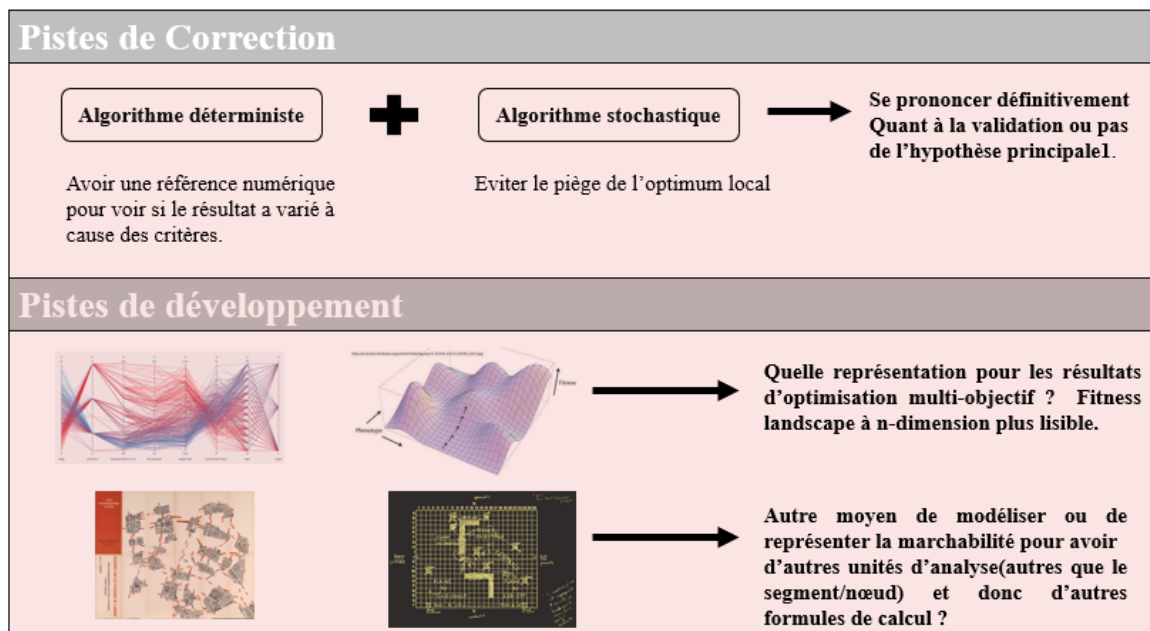 Pistes de Correction
Algorithme déterministe
Algorithme stochastique
Se prononcer définitivement
Quant à la validation ou pas
de l’hypothèse principale1.
Avoir une référence numérique
pour voir si le résultat a varié à
cause des critères.
Eviter le piège de l’optimum local
Pistes de développement
Fitness
Phenotype
Quelle représentation pour les résultats
d’optimisation multi-objectif ? Fitness
landscape à n-dimension plus lisible.
Autre moyen de modéliser ou de
représenter la marchabilité pour avoir
d’autres unités d’analyse(autres que le
segment/nœud) et donc d’autres
formules de calcul ?